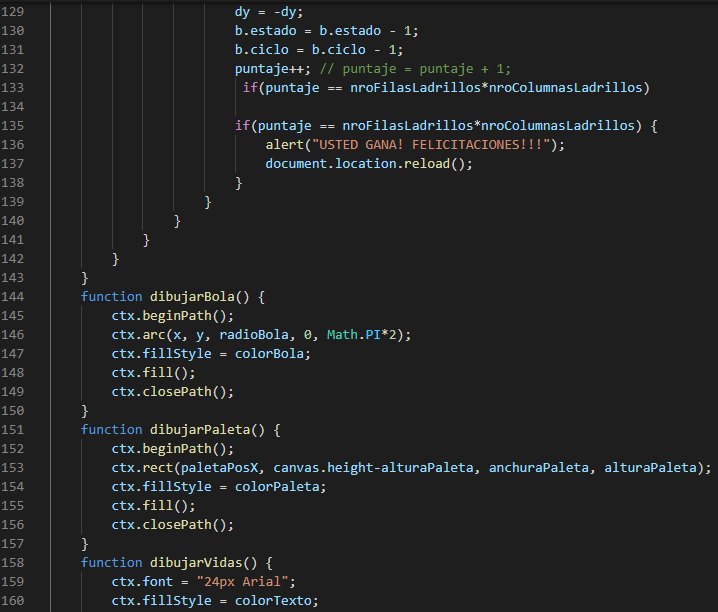 129 dy = -dy;
130 b.estado = b.estado - 1;
131 b.ciclo = b.ciclo - 1;
132 puntaje++; // puntaje = puntaje + 1;
133 if(puntaje == nroFilasLadrillos*nroColumnasLadrillos)
134
135 if(puntaje == nroFilasLadrillos*nroColumnasLadrillos) {
136 alert("USTED GANA! FELICITACIONES!!!");
137 document.location.reload();
138 }
139 }
140 }
141 }
142 }
143 }
144 function dibujarBola() {
145 ctx.beginPath();
146 ctx.arc(x, y, radioBola, 0, Math.PI*2);
147 ctx.fillStyle = colorBola;
148 ctx.fill();
149 ctx.closePath();
150 }
151 function dibujarPaleta() {
152 ctx.beginPath();
153 ctx.rect(paletaPosX, canvas.height-alturaPaleta, anchuraPaleta, alturaPaleta);
154 ctx.fillStyle = colorPaleta;
155 ctx.fill();
156 ctx.closePath();
157 }
158 function dibujarVidas() {
159 ctx.font = "24px Arial";
160 ctx.fillStyle = colorTexto;